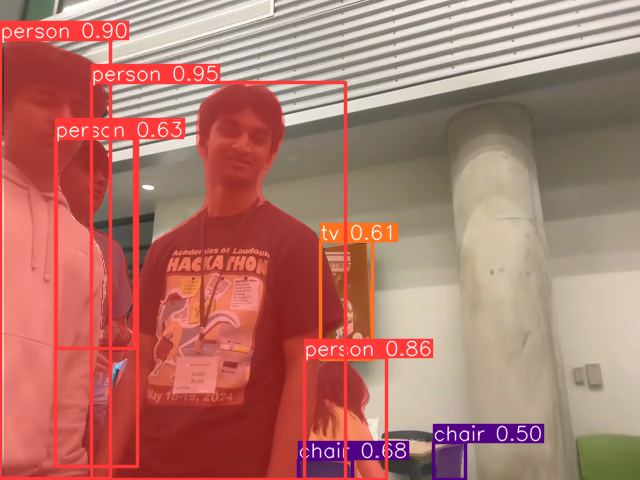 person 0.90
person 0.95
person 0.63
tv 0.61
person 0.86
chair 0.50
chair 0.68
Academies of Loudoun
HACKATHON
May 18-19, 2024